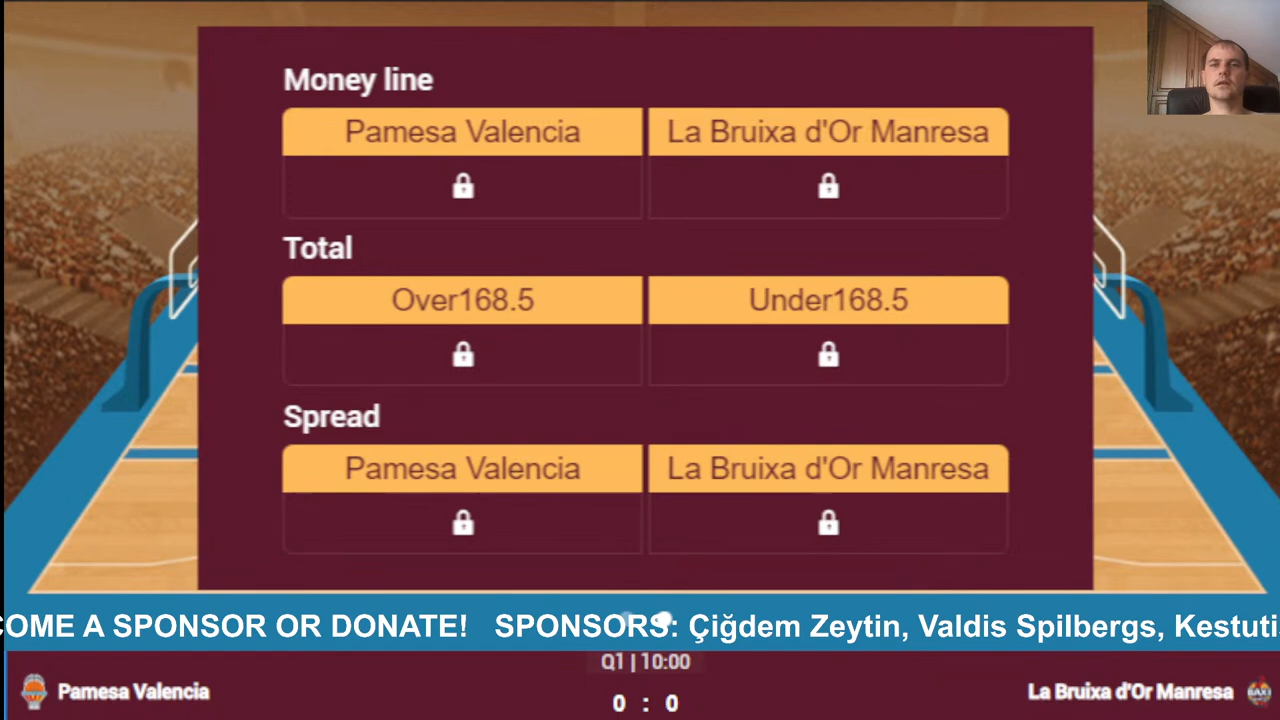 Money line
Pamesa Valencia
La Bruixa d'Or Manresa
Total
Over168.5
Under168.5
Spread
Pamesa Valencia
La Bruixa d'Or Manresa
COME A SPONSOR OR DONATE! SPONSORS: Çiğdem Zeytin, Valdis Spilbergs, Kestuti
Q1 | 10:00
Pamesa Valencia
0 : 0
La Bruixa d'Or Manresa
BAXI